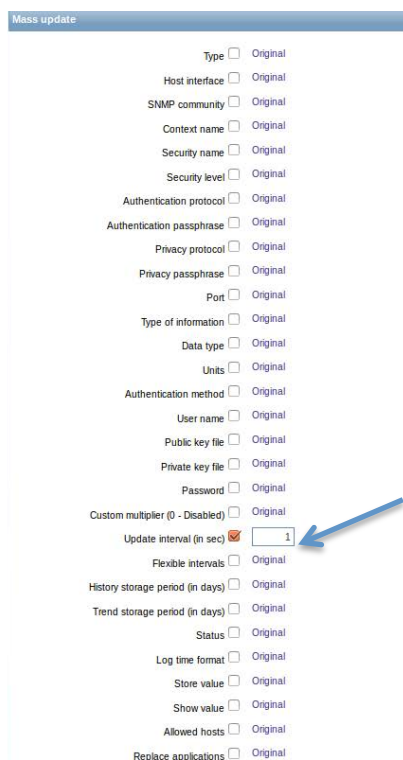 Mass update
Type Original
Host interface Original
SNMP community Original
Context name Original
Security name Original
Security level Original
Authentication protocol Original
Authentication passphrase Original
Privacy protocol Original
Privacy passphrase Original
Port Original
Type of information Original
Data type Original
Units Original
Authentication method Original
User name Original
Public key file Original
Private key file Original
Password Original
Custom multiplier (0 - Disabled) Original
Update interval (in sec) 1
Flexible intervals Original
History storage period (in days) Original
Trend storage period (in days) Original
Status Original
Log time format Original
Store value Original
Show value Original
Allowed hosts Original
Replace applications Original